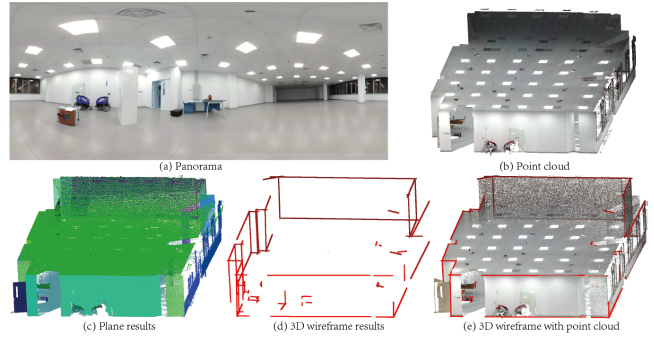 (a) Panorama
(b) Point cloud
(c) Plane results
(d) 3D wireframe results
(e) 3D wireframe with point cloud